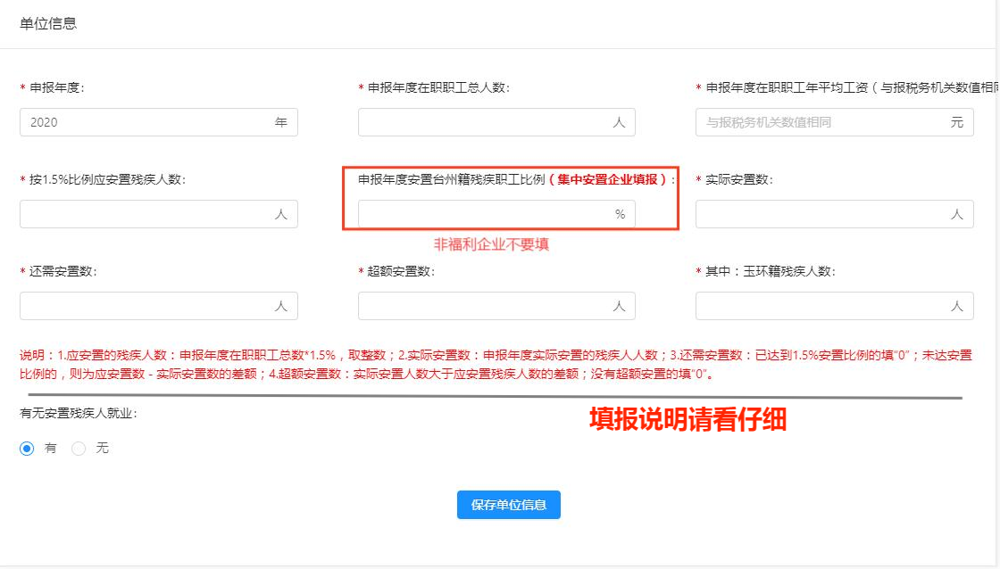 单位信息
* 申报年度:
* 申报年度在职职工总人数:
* 申报年度在职职工年平均工资（与报税务机关数值相同
2020 年
人
与报税务机关数值相同 元
* 按1.5%比例应安置残疾人数:
申报年度安置台州籍残疾职工比例（集中安置企业填报）:
* 实际安置数:
人
%
人
非福利企业不要填
* 还需安置数:
* 超额安置数:
* 其中：玉环籍残疾人数:
人
人
人
说明：1.应安置的残疾人数：申报年度在职职工总数*1.5%，取整数；2.实际安置数：申报年度实际安置的残疾人人数；3.还需安置数：已达到1.5%安置比例的填“0”；未达安置
比例的，则为应安置数 - 实际安置数的差额；4.超额安置数：实际安置人数大于应安置残疾人数的差额；没有超额安置的填“0”。
有无安置残疾人就业:
填报说明请看仔细
有 无
保存单位信息